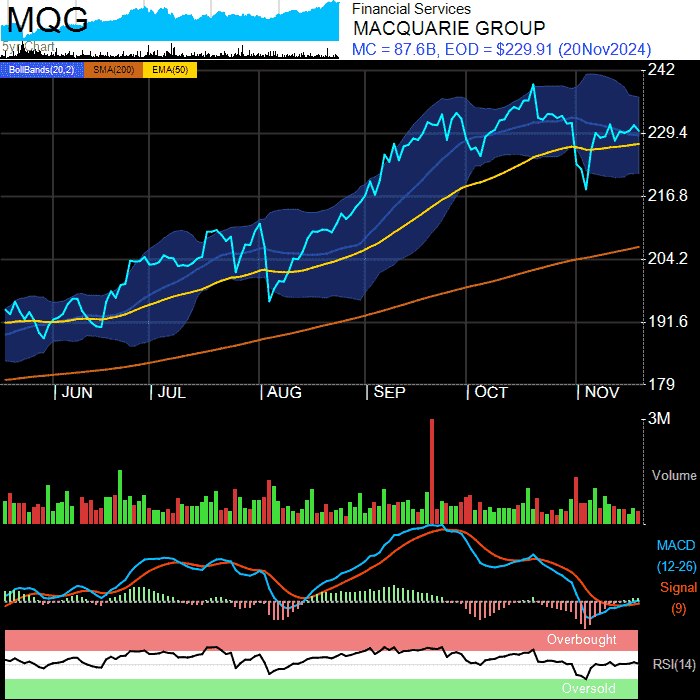 MQG
5yr Chart
Financial Services
MACQUARIE GROUP
MC = 87.6B, EOD = $229.91 (20Nov2024)
BollBands(20,2) SMA(200) EMA(50)
242
229.4
216.8
204.2
191.6
179
JUN JUL AUG SEP OCT NOV
3M
Volume
MACD
(12-26)
Signal
(9)
Overbought
RSI(14)
Oversold